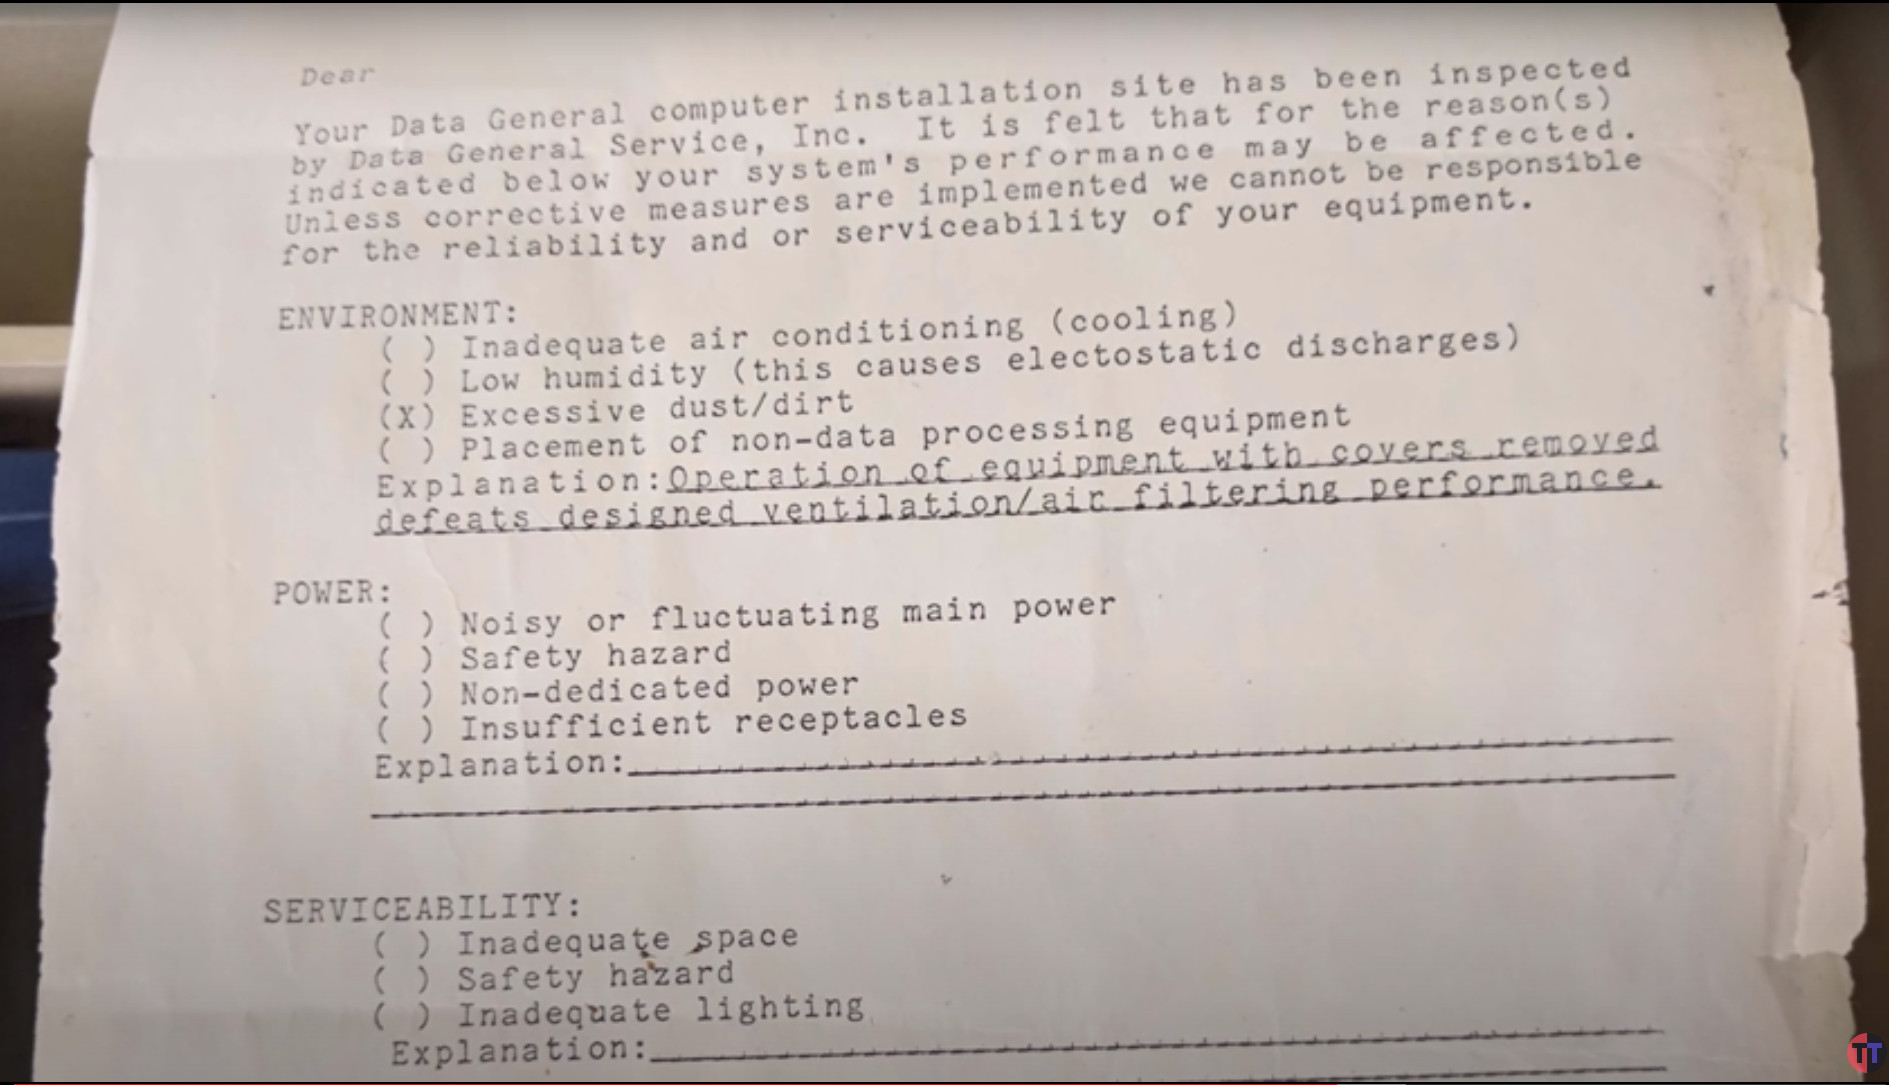 Dear
Your Data General computer installation site has been inspected
by Data General Service, Inc. It is felt that for the reason(s)
indicated below your system's performance may be affected.
Unless corrective measures are implemented we cannot be responsible
for the reliability and or serviceability of your equipment.
ENVIRONMENT:
( ) Inadequate air conditioning (cooling)
( ) Low humidity (this causes electostatic discharges)
(X) Excessive dust/dirt
( ) Placement of non-data processing equipment
Explanation: Operation of equipment with covers removed
defeats designed ventilation/air filtering performance.
POWER:
( ) Noisy or fluctuating main power
( ) Safety hazard
( ) Non-dedicated power
( ) Insufficient receptacles
Explanation:
SERVICEABILITY:
( ) Inadequate space
( ) Safety hazard
( ) Inadequate lighting
Explanation:
TT